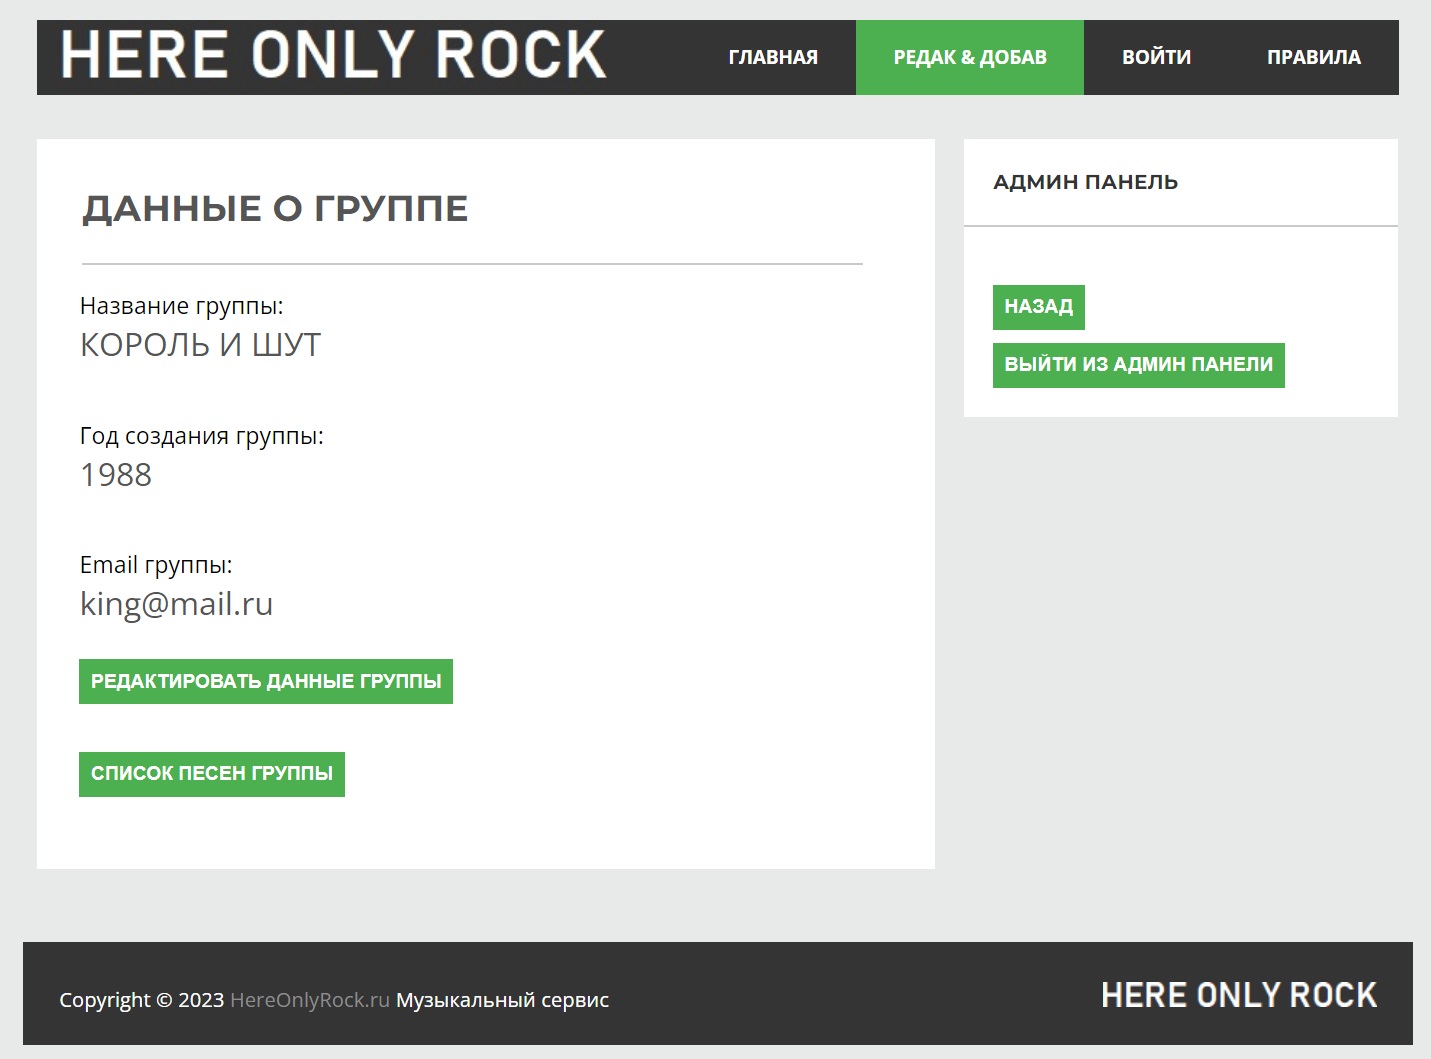 HERE ONLY ROCK
ГЛАВНАЯ
РЕДАК & ДОБАВ
ВОЙТИ
ПРАВИЛА
ДАННЫЕ О ГРУППЕ
Название группы:
КОРОЛЬ И ШУТ
Год создания группы:
1988
Email группы:
king@mail.ru
РЕДАКТИРОВАТЬ ДАННЫЕ ГРУППЫ
СПИСОК ПЕСЕН ГРУППЫ
АДМИН ПАНЕЛЬ
НАЗАД
ВЫЙТИ ИЗ АДМИН ПАНЕЛИ
Copyright © 2023 HereOnlyRock.ru Музыкальный сервис
HERE ONLY ROCK